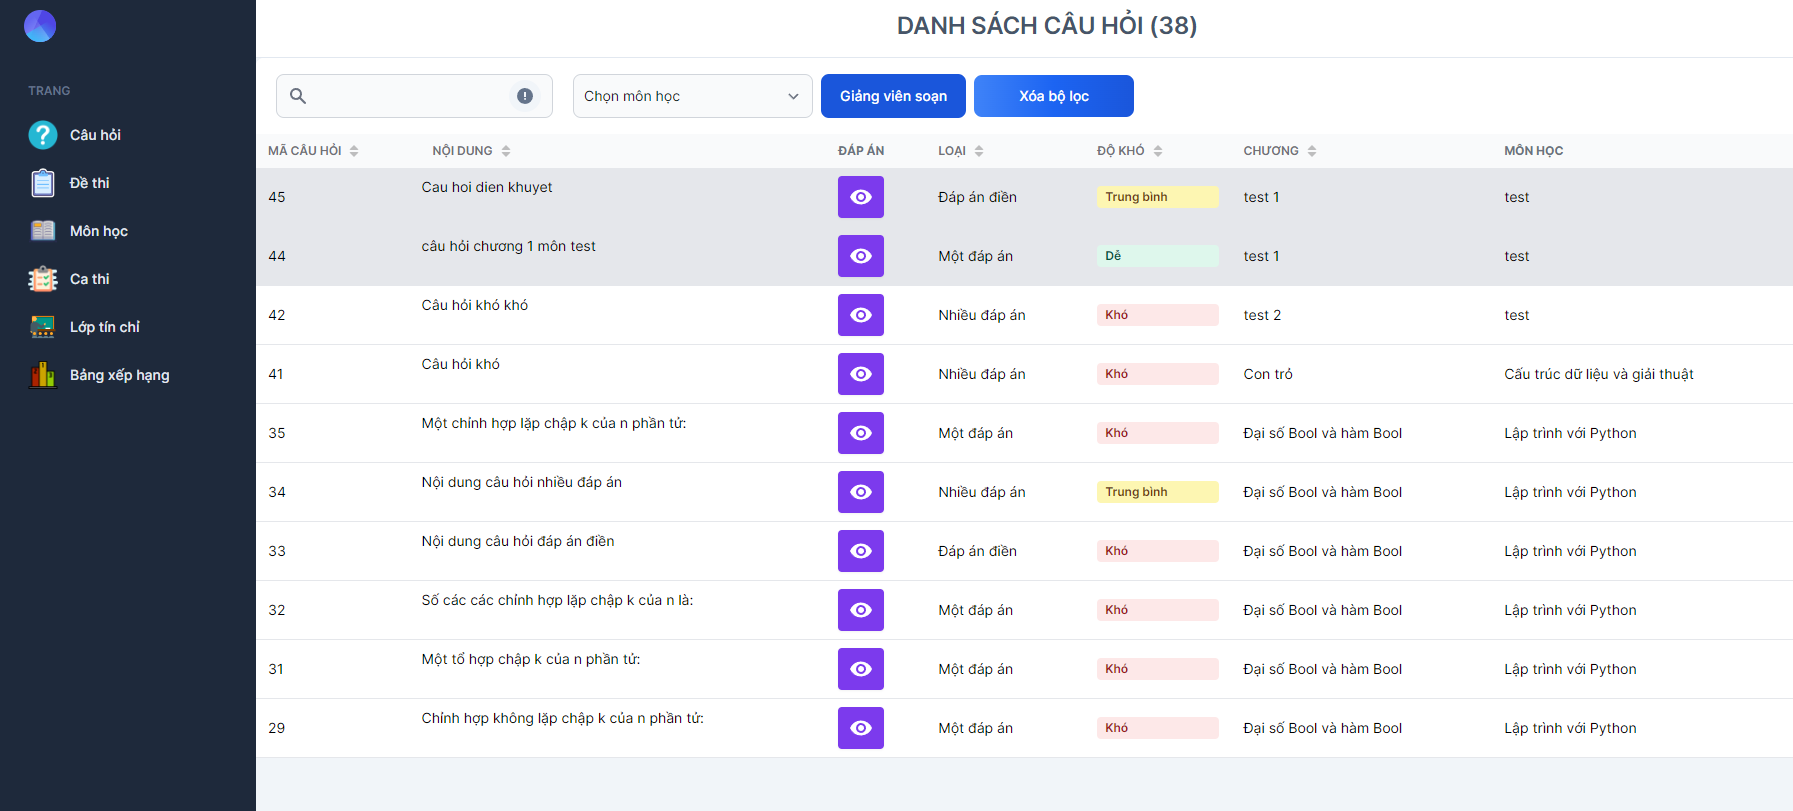 DANH SÁCH CÂU HỎI (38)
TRANG
Câu hỏi
Đề thi
Môn học
Ca thi
Lớp tín chỉ
Bảng xếp hạng
Chọn môn học
Giảng viên soạn
Xóa bộ lọc
MÃ CÂU HỎI NỘI DUNG ĐÁP ÁN LOẠI ĐỘ KHÓ CHƯƠNG MÔN HỌC
45 Cau hoi dien khuyet Đáp án điền Trung bình test 1 test
44 câu hỏi chương 1 môn test Một đáp án Dễ test 1 test
42 Câu hỏi khó khó Nhiều đáp án Khó test 2 test
41 Câu hỏi khó Nhiều đáp án Khó Con trỏ Cấu trúc dữ liệu và giải thuật
35 Một chỉnh hợp lặp chập k của n phần tử: Một đáp án Khó Đại số Bool và hàm Bool Lập trình với Python
34 Nội dung câu hỏi nhiều đáp án Nhiều đáp án Trung bình Đại số Bool và hàm Bool Lập trình với Python
33 Nội dung câu hỏi đáp án điền Đáp án điền Khó Đại số Bool và hàm Bool Lập trình với Python
32 Số các các chỉnh hợp lặp chập k của n là: Một đáp án Khó Đại số Bool và hàm Bool Lập trình với Python
31 Một tổ hợp chập k của n phần tử: Một đáp án Khó Đại số Bool và hàm Bool Lập trình với Python
29 Chỉnh hợp không lặp chập k của n phần tử: Một đáp án Khó Đại số Bool và hàm Bool Lập trình với Python